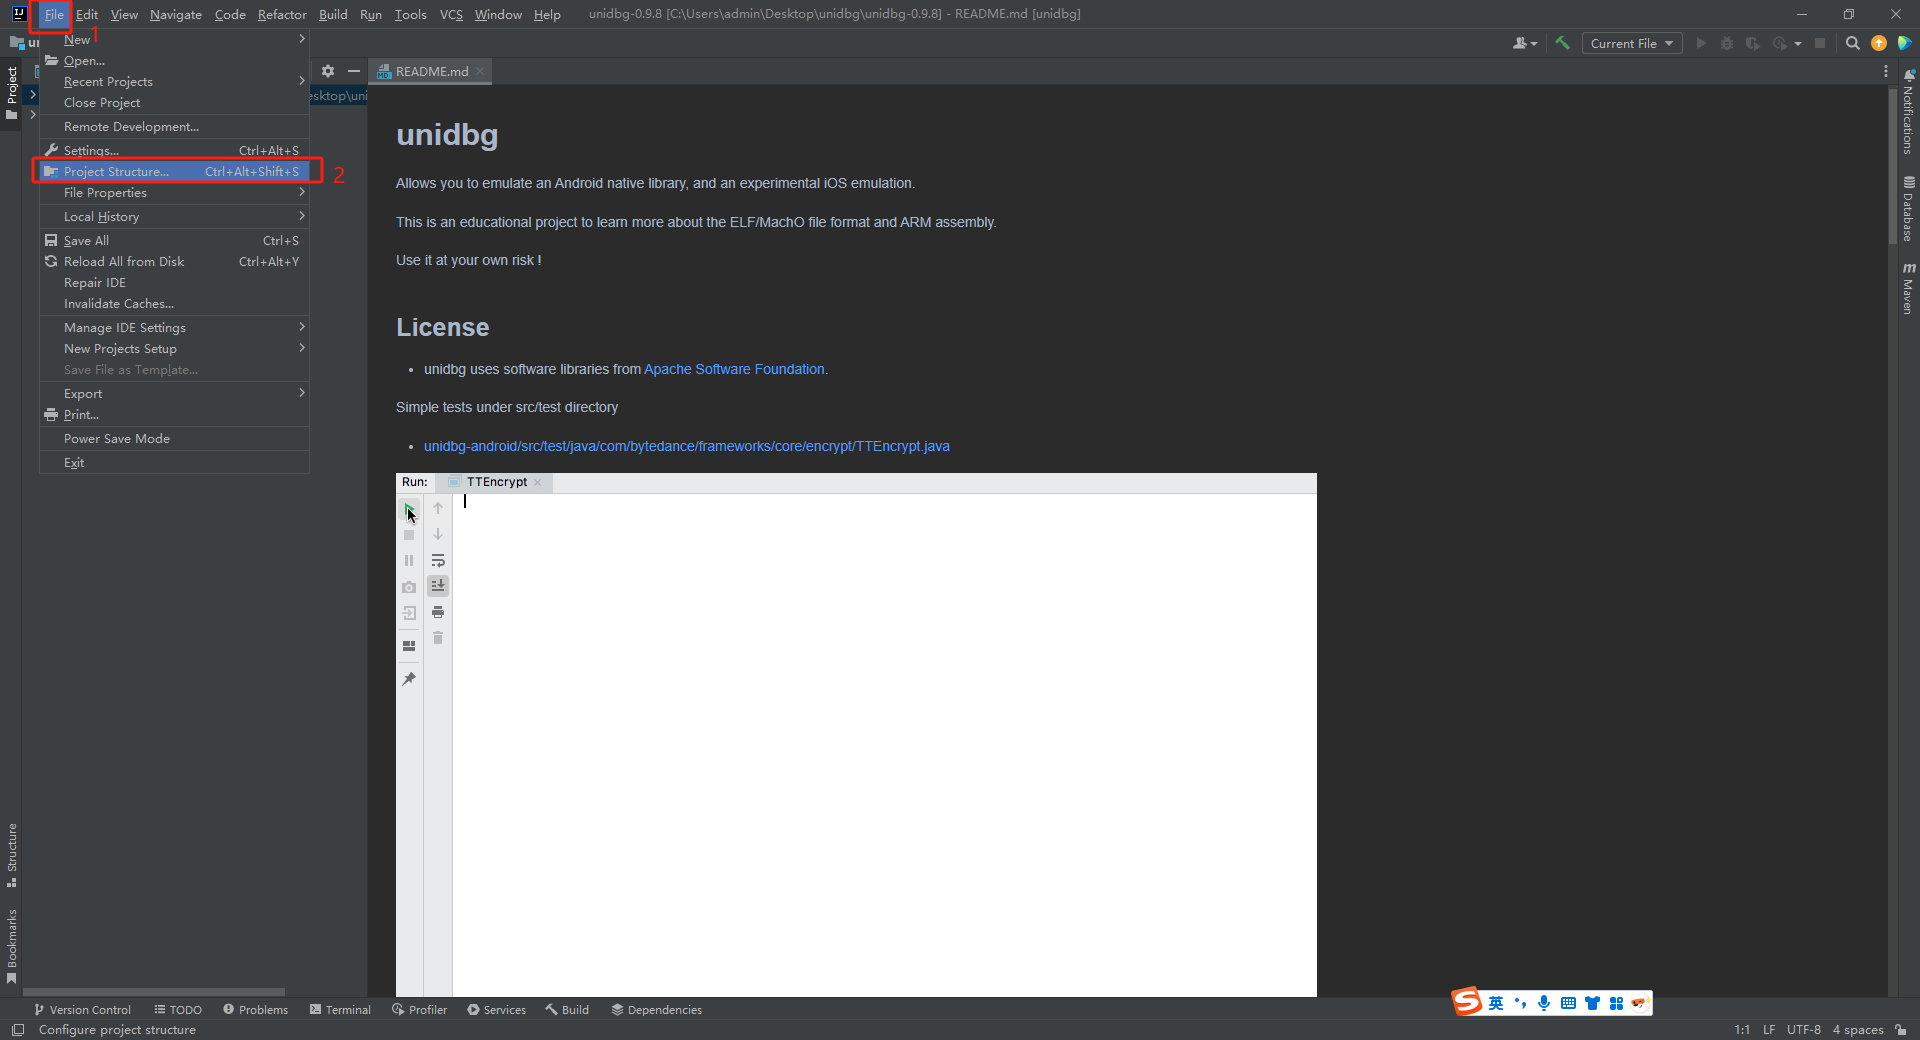 File Edit View Navigate Code Refactor Build Run Tools VCS Window Help unidbg-0.9.8 [C:\Users\admin\Desktop\unidbg\unidbg-0.9.8] - README.md [unidbg]
1
Current File
New
Open...
Recent Projects
Close Project
Remote Development...
Settings... Ctrl+Alt+S
Project Structure... Ctrl+Alt+Shift+S
2
File Properties
Local History
Save All Ctrl+S
Reload All from Disk Ctrl+Alt+Y
Repair IDE
Invalidate Caches...
Manage IDE Settings
New Projects Setup
Save File as Template...
Export
Print...
Power Save Mode
Exit
Project
Structure
Bookmarks
esktop\uni
README.md
unidbg
Allows you to emulate an Android native library, and an experimental iOS emulation.
This is an educational project to learn more about the ELF/MachO file format and ARM assembly.
Use it at your own risk !
License
• unidbg uses software libraries from Apache Software Foundation.
Simple tests under src/test directory
• unidbg-android/src/test/java/com/bytedance/frameworks/core/encrypt/TTEncrypt.java
Run: TTEncrypt
Notifications
Database
m Maven
英
Version Control TODO Problems Terminal Profiler Services Build Dependencies
Configure project structure 1:1 LF UTF-8 4 spaces